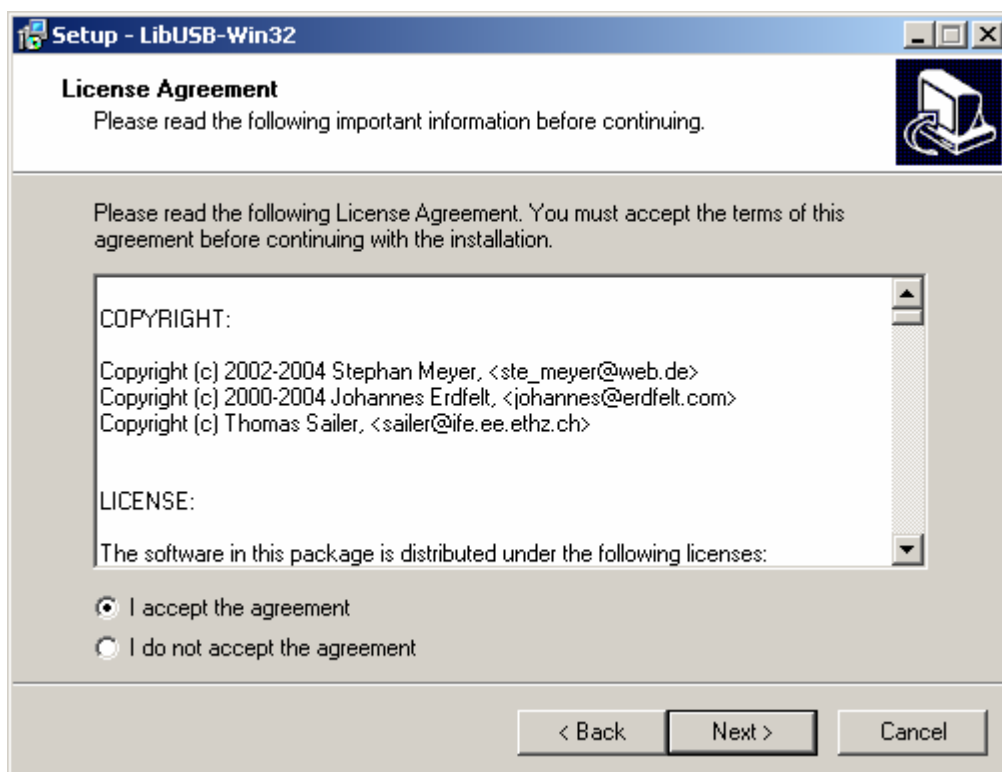 Setup - LibUSB-Win32
License Agreement
Please read the following important information before continuing.
Please read the following License Agreement. You must accept the terms of this
agreement before continuing with the installation.
COPYRIGHT:
Copyright (c) 2002-2004 Stephan Meyer, <ste_meyer@web.de>
Copyright (c) 2000-2004 Johannes Erdfelt, <johannes@erdfelt.com>
Copyright (c) Thomas Sailer, <sailer@ife.ee.ethz.ch>
LICENSE:
The software in this package is distributed under the following licenses:
I accept the agreement
I do not accept the agreement
< Back Next > Cancel